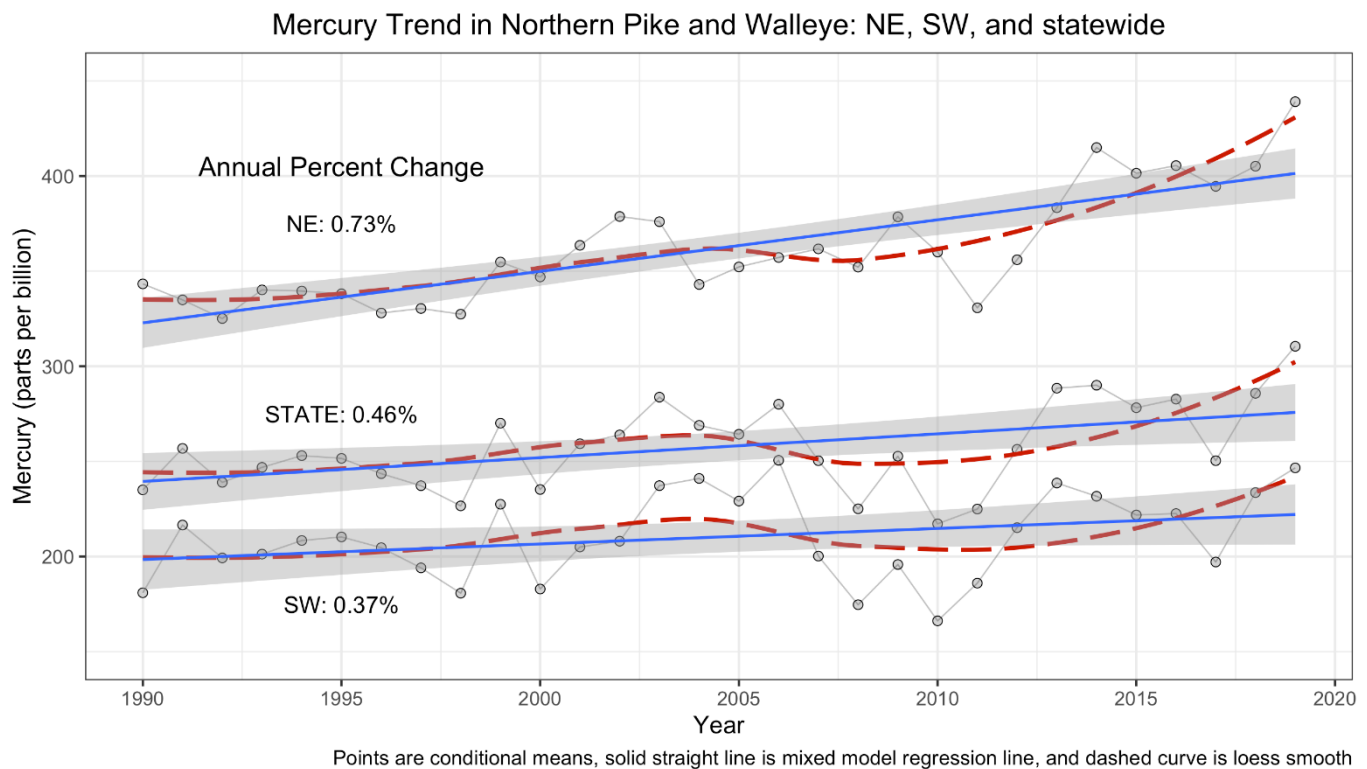 Mercury Trend in Northern Pike and Walleye: NE, SW, and statewide
Annual Percent Change
NE: 0.73%
STATE: 0.46%
SW: 0.37%
Mercury (parts per billion)
400
300
200
1990 1995 2000 2005 2010 2015 2020
Year
Points are conditional means, solid straight line is mixed model regression line, and dashed curve is loess smooth